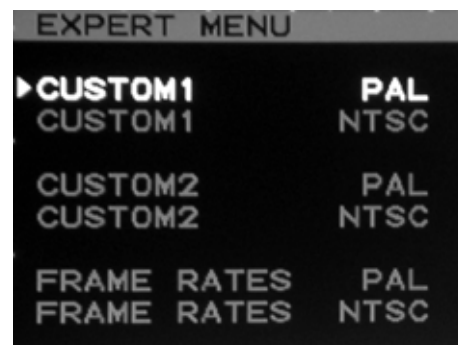 EXPERT MENU
CUSTOM1 PAL
CUSTOM1 NTSC
CUSTOM2 PAL
CUSTOM2 NTSC
FRAME RATES PAL
FRAME RATES NTSC